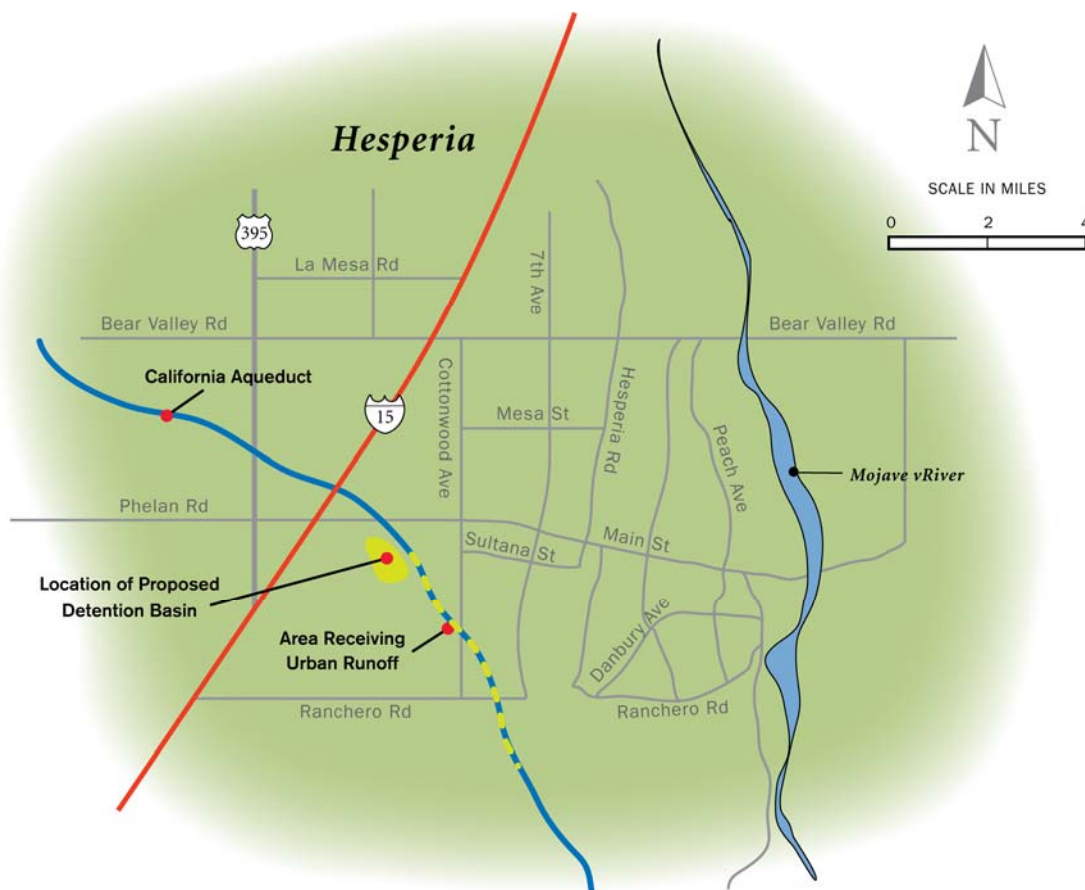 Hesperia
N
SCALE IN MILES
0 2 4
395
La Mesa Rd
7th Ave
Bear Valley Rd
Bear Valley Rd
California Aqueduct
15
Cottonwood Ave
Mesa St
Hesperia Rd
Peach Ave
Mojave vRiver
Phelan Rd
Sultana St
Main St
Location of Proposed
Detention Basin
Area Receiving
Urban Runoff
Danbury Ave
Ranchero Rd
Ranchero Rd